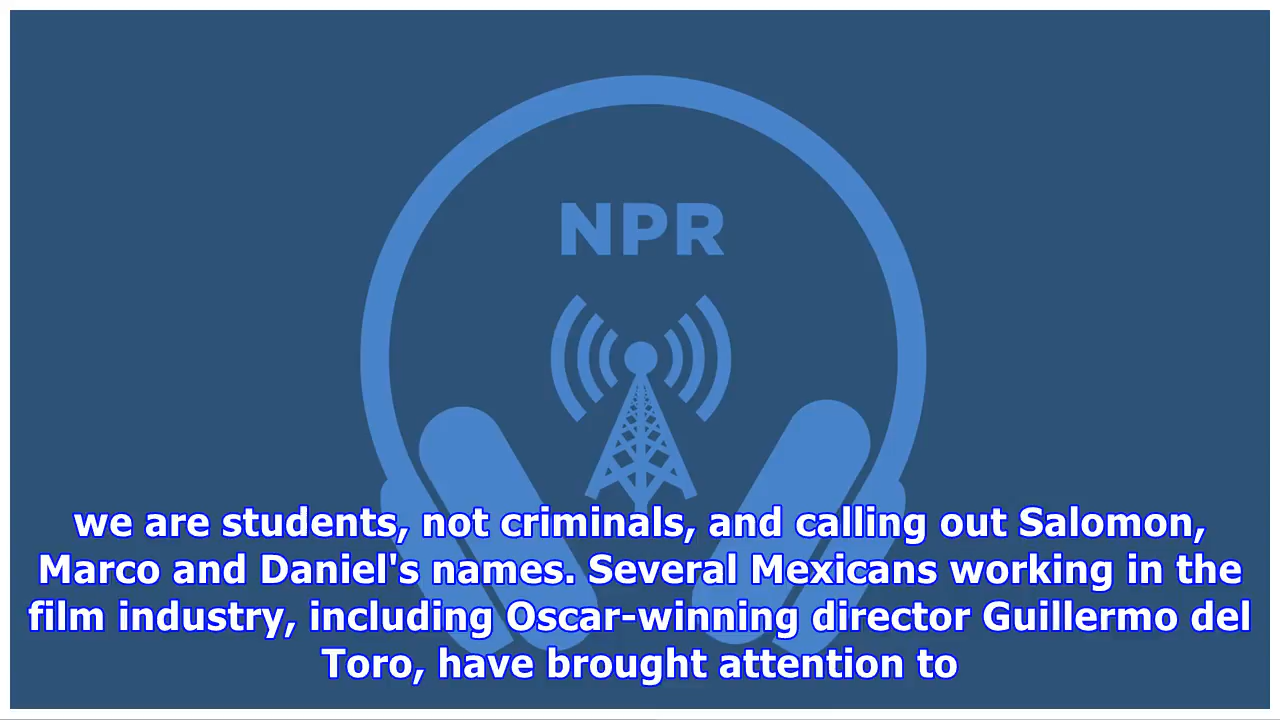 NPR
we are students, not criminals, and calling out Salomon,
Marco and Daniel's names. Several Mexicans working in the
film industry, including Oscar-winning director Guillermo del
Toro, have brought attention to